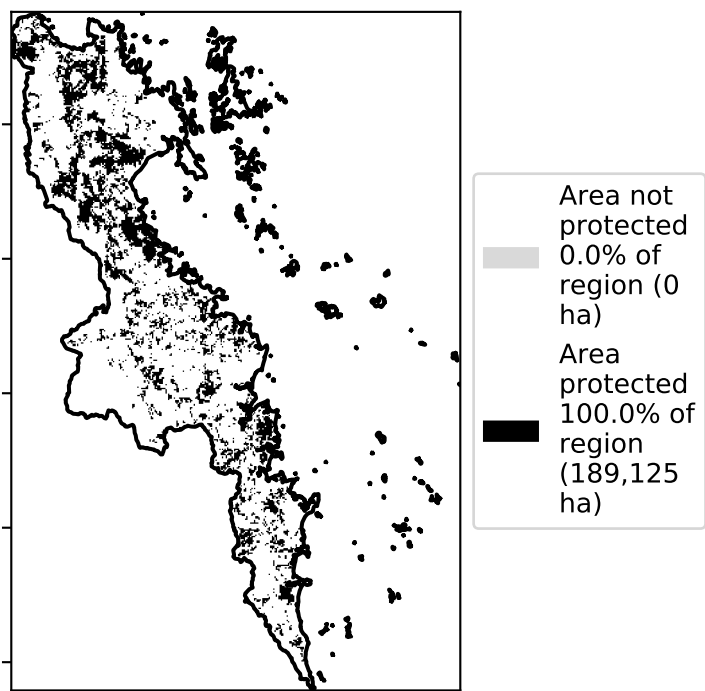 Area not
protected
0.0% of
region (0
ha)
Area
protected
100.0% of
region
(189,125
ha)